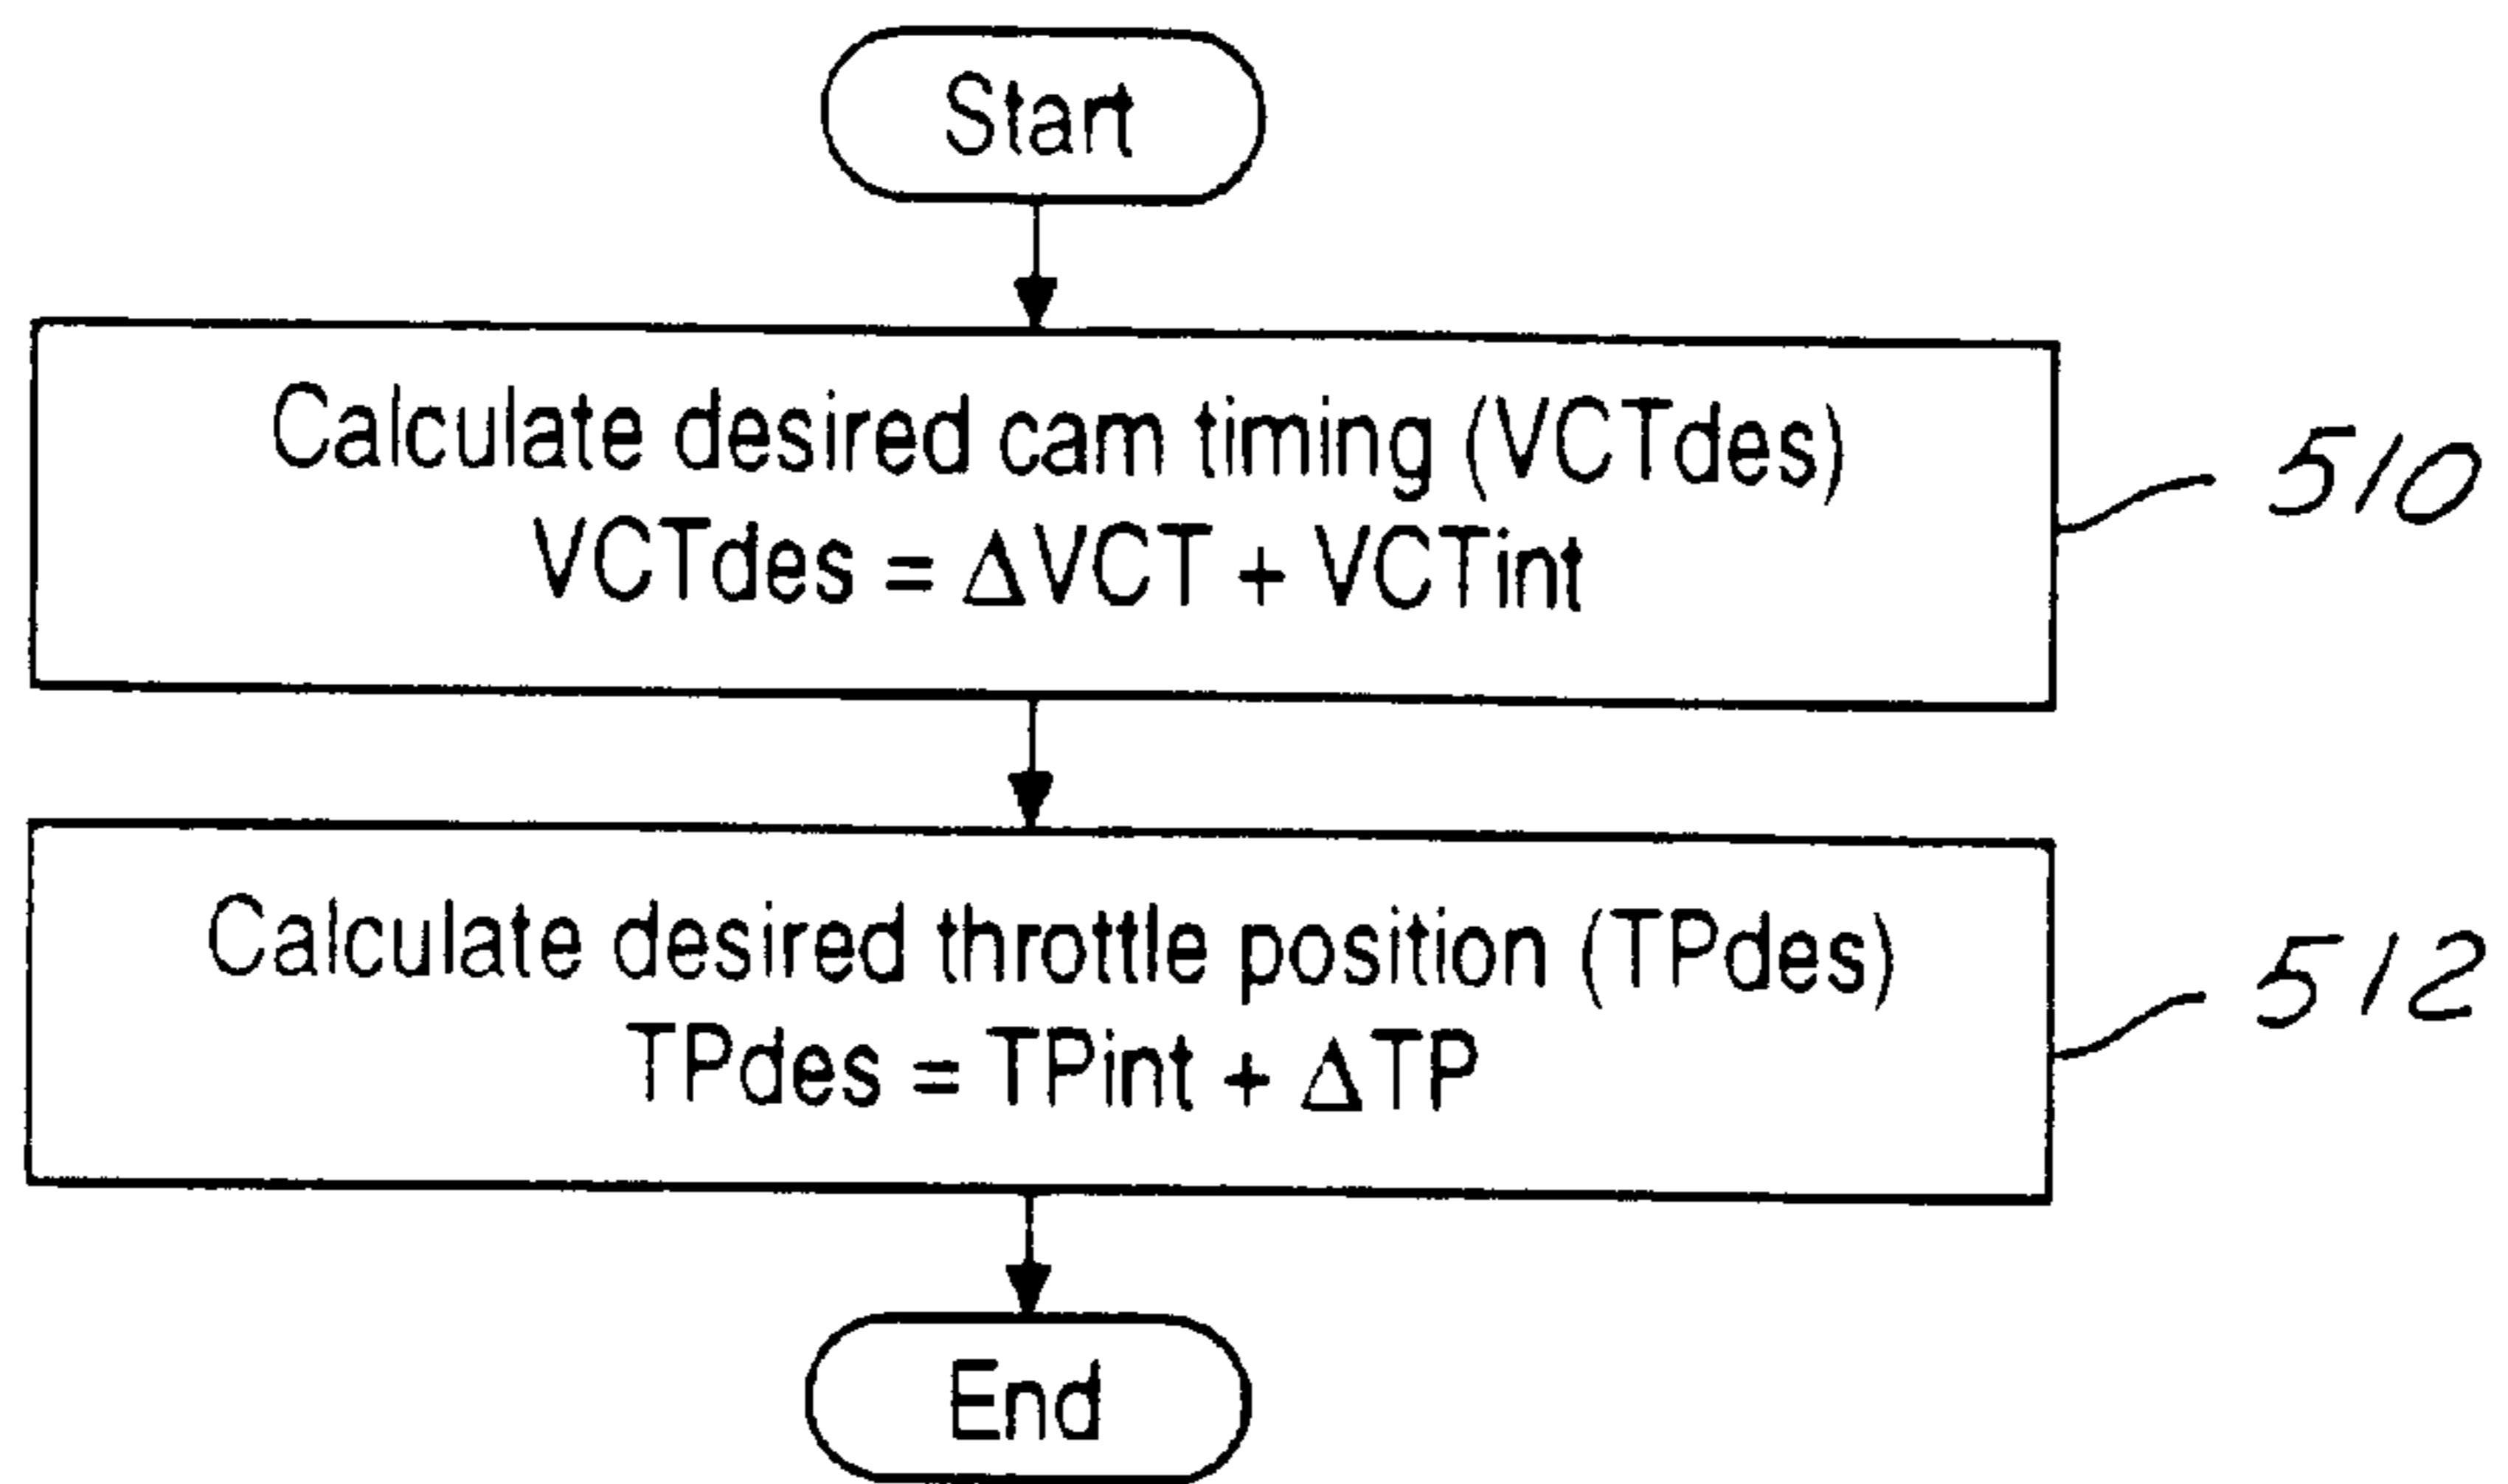 Start
Calculate desired cam timing (VCTdes)
VCTdes = ΔVCT + VCTint
510
Calculate desired throttle position (TPdes)
TPdes = TPint + ΔTP
512
End